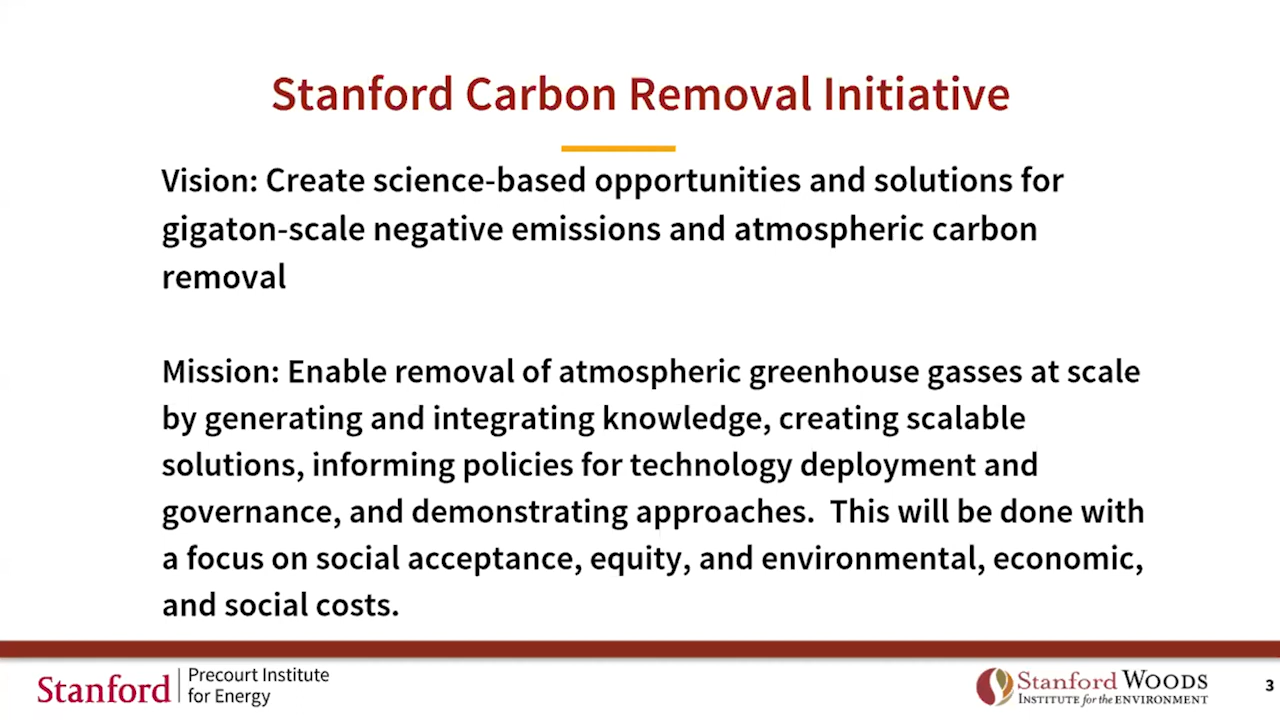 Stanford Carbon Removal Initiative
Vision: Create science-based opportunities and solutions for
gigaton-scale negative emissions and atmospheric carbon
removal
Mission: Enable removal of atmospheric greenhouse gasses at scale
by generating and integrating knowledge, creating scalable
solutions, informing policies for technology deployment and
governance, and demonstrating approaches.  This will be done with
a focus on social acceptance, equity, and environmental, economic,
and social costs.
Stanford
Precourt Institute
for Energy
Stanford WOODS
INSTITUTE for the ENVIRONMENT
3